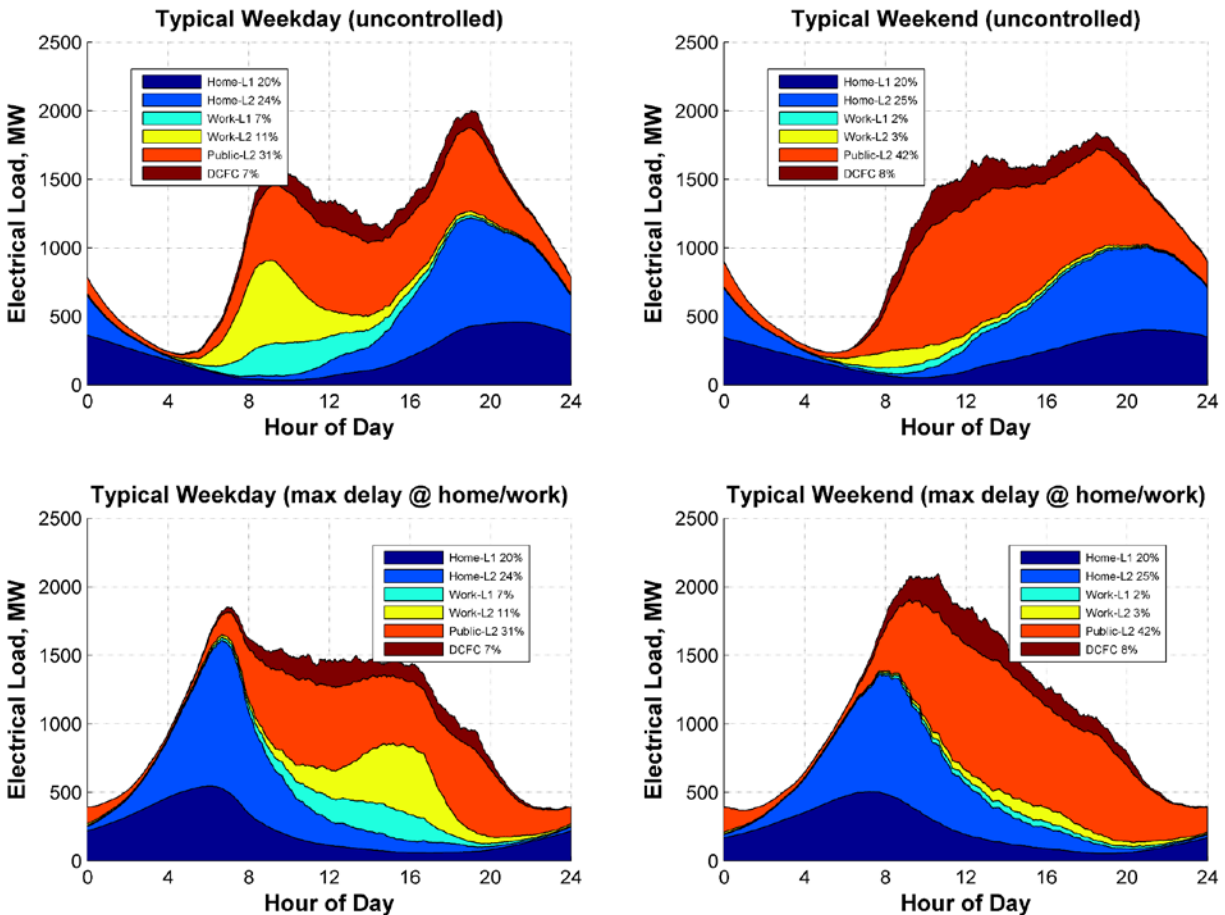 Typical Weekday (uncontrolled)
2500
2000
1500
1000
500
0
Electrical Load, MW
Home-L1 20%
Home-L2 24%
Work-L1 7%
Work-L2 11%
Public-L2 31%
DCFC 7%
0 4 8 12 16 20 24
Hour of Day
Typical Weekend (uncontrolled)
2500
2000
1500
1000
500
0
Electrical Load, MW
Home-L1 20%
Home-L2 25%
Work-L1 2%
Work-L2 3%
Public-L2 42%
DCFC 8%
0 4 8 12 16 20 24
Hour of Day
Typical Weekday (max delay @ home/work)
2500
2000
1500
1000
500
0
Electrical Load, MW
Home-L1 20%
Home-L2 24%
Work-L1 7%
Work-L2 11%
Public-L2 31%
DCFC 7%
0 4 8 12 16 20 24
Hour of Day
Typical Weekend (max delay @ home/work)
2500
2000
1500
1000
500
0
Electrical Load, MW
Home-L1 20%
Home-L2 25%
Work-L1 2%
Work-L2 3%
Public-L2 42%
DCFC 8%
0 4 8 12 16 20 24
Hour of Day